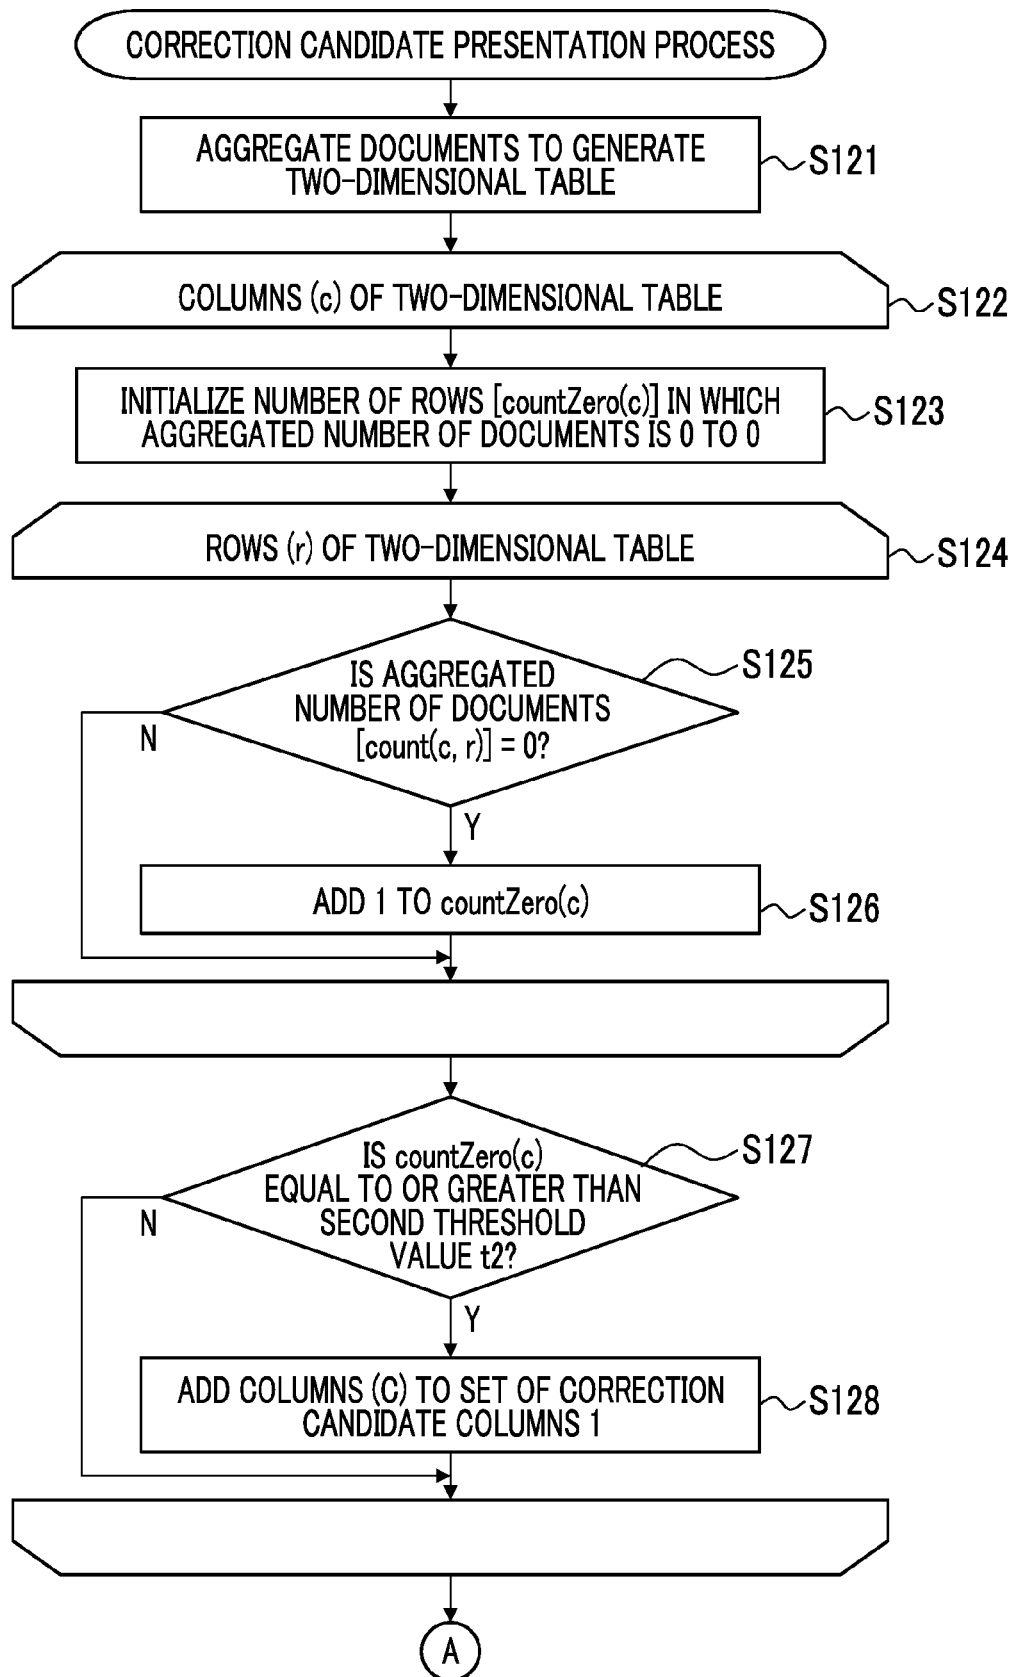 CORRECTION CANDIDATE PRESENTATION PROCESS
AGGREGATE DOCUMENTS TO GENERATE
TWO-DIMENSIONAL TABLE
S121
COLUMNS (c) OF TWO-DIMENSIONAL TABLE
S122
INITIALIZE NUMBER OF ROWS [countZero(c)] IN WHICH
AGGREGATED NUMBER OF DOCUMENTS IS 0 TO 0
S123
ROWS (r) OF TWO-DIMENSIONAL TABLE
S124
IS AGGREGATED
NUMBER OF DOCUMENTS
[count(c, r)] = 0?
S125
N
Y
ADD 1 TO countZero(c)
S126
IS countZero(c)
EQUAL TO OR GREATER THAN
SECOND THRESHOLD
VALUE t2?
S127
N
Y
ADD COLUMNS (C) TO SET OF CORRECTION
CANDIDATE COLUMNS 1
S128
A